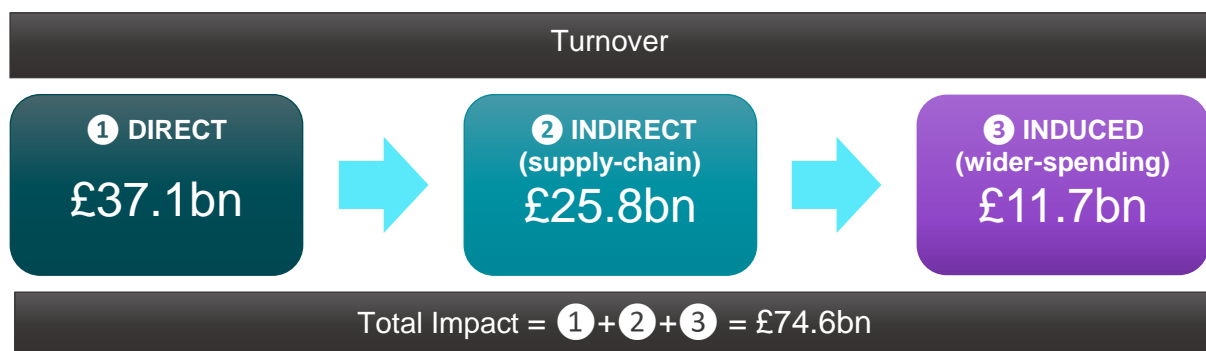 Turnover
❶ DIRECT
£37.1bn
❷ INDIRECT
(supply-chain)
£25.8bn
❸ INDUCED
(wider-spending)
£11.7bn
Total Impact = ❶+❷+❸ = £74.6bn